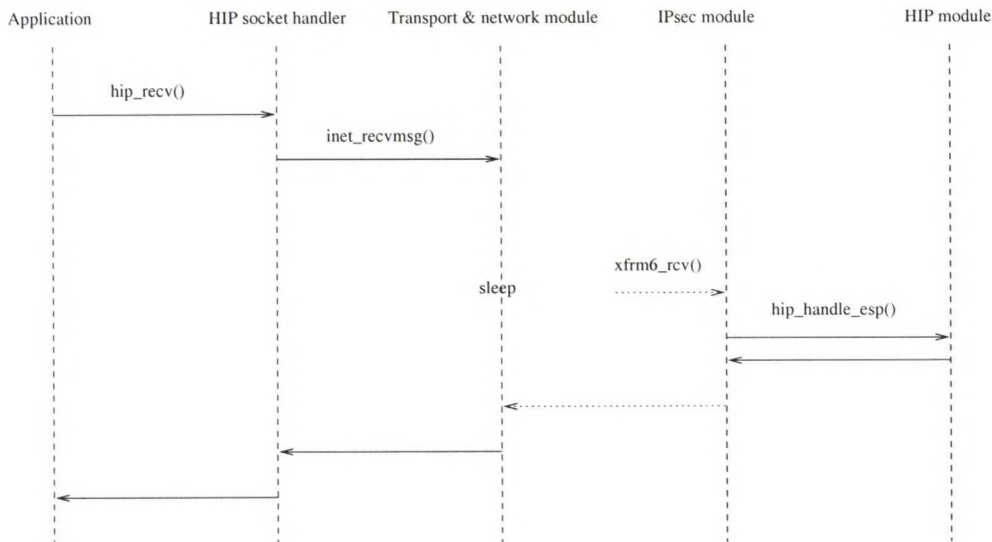 Application
HIP socket handler
Transport & network module
IPsec module
HIP module
hip_recv()
inet_recvmsg()
xfrm6_rcv()
sleep
hip_handle_esp()